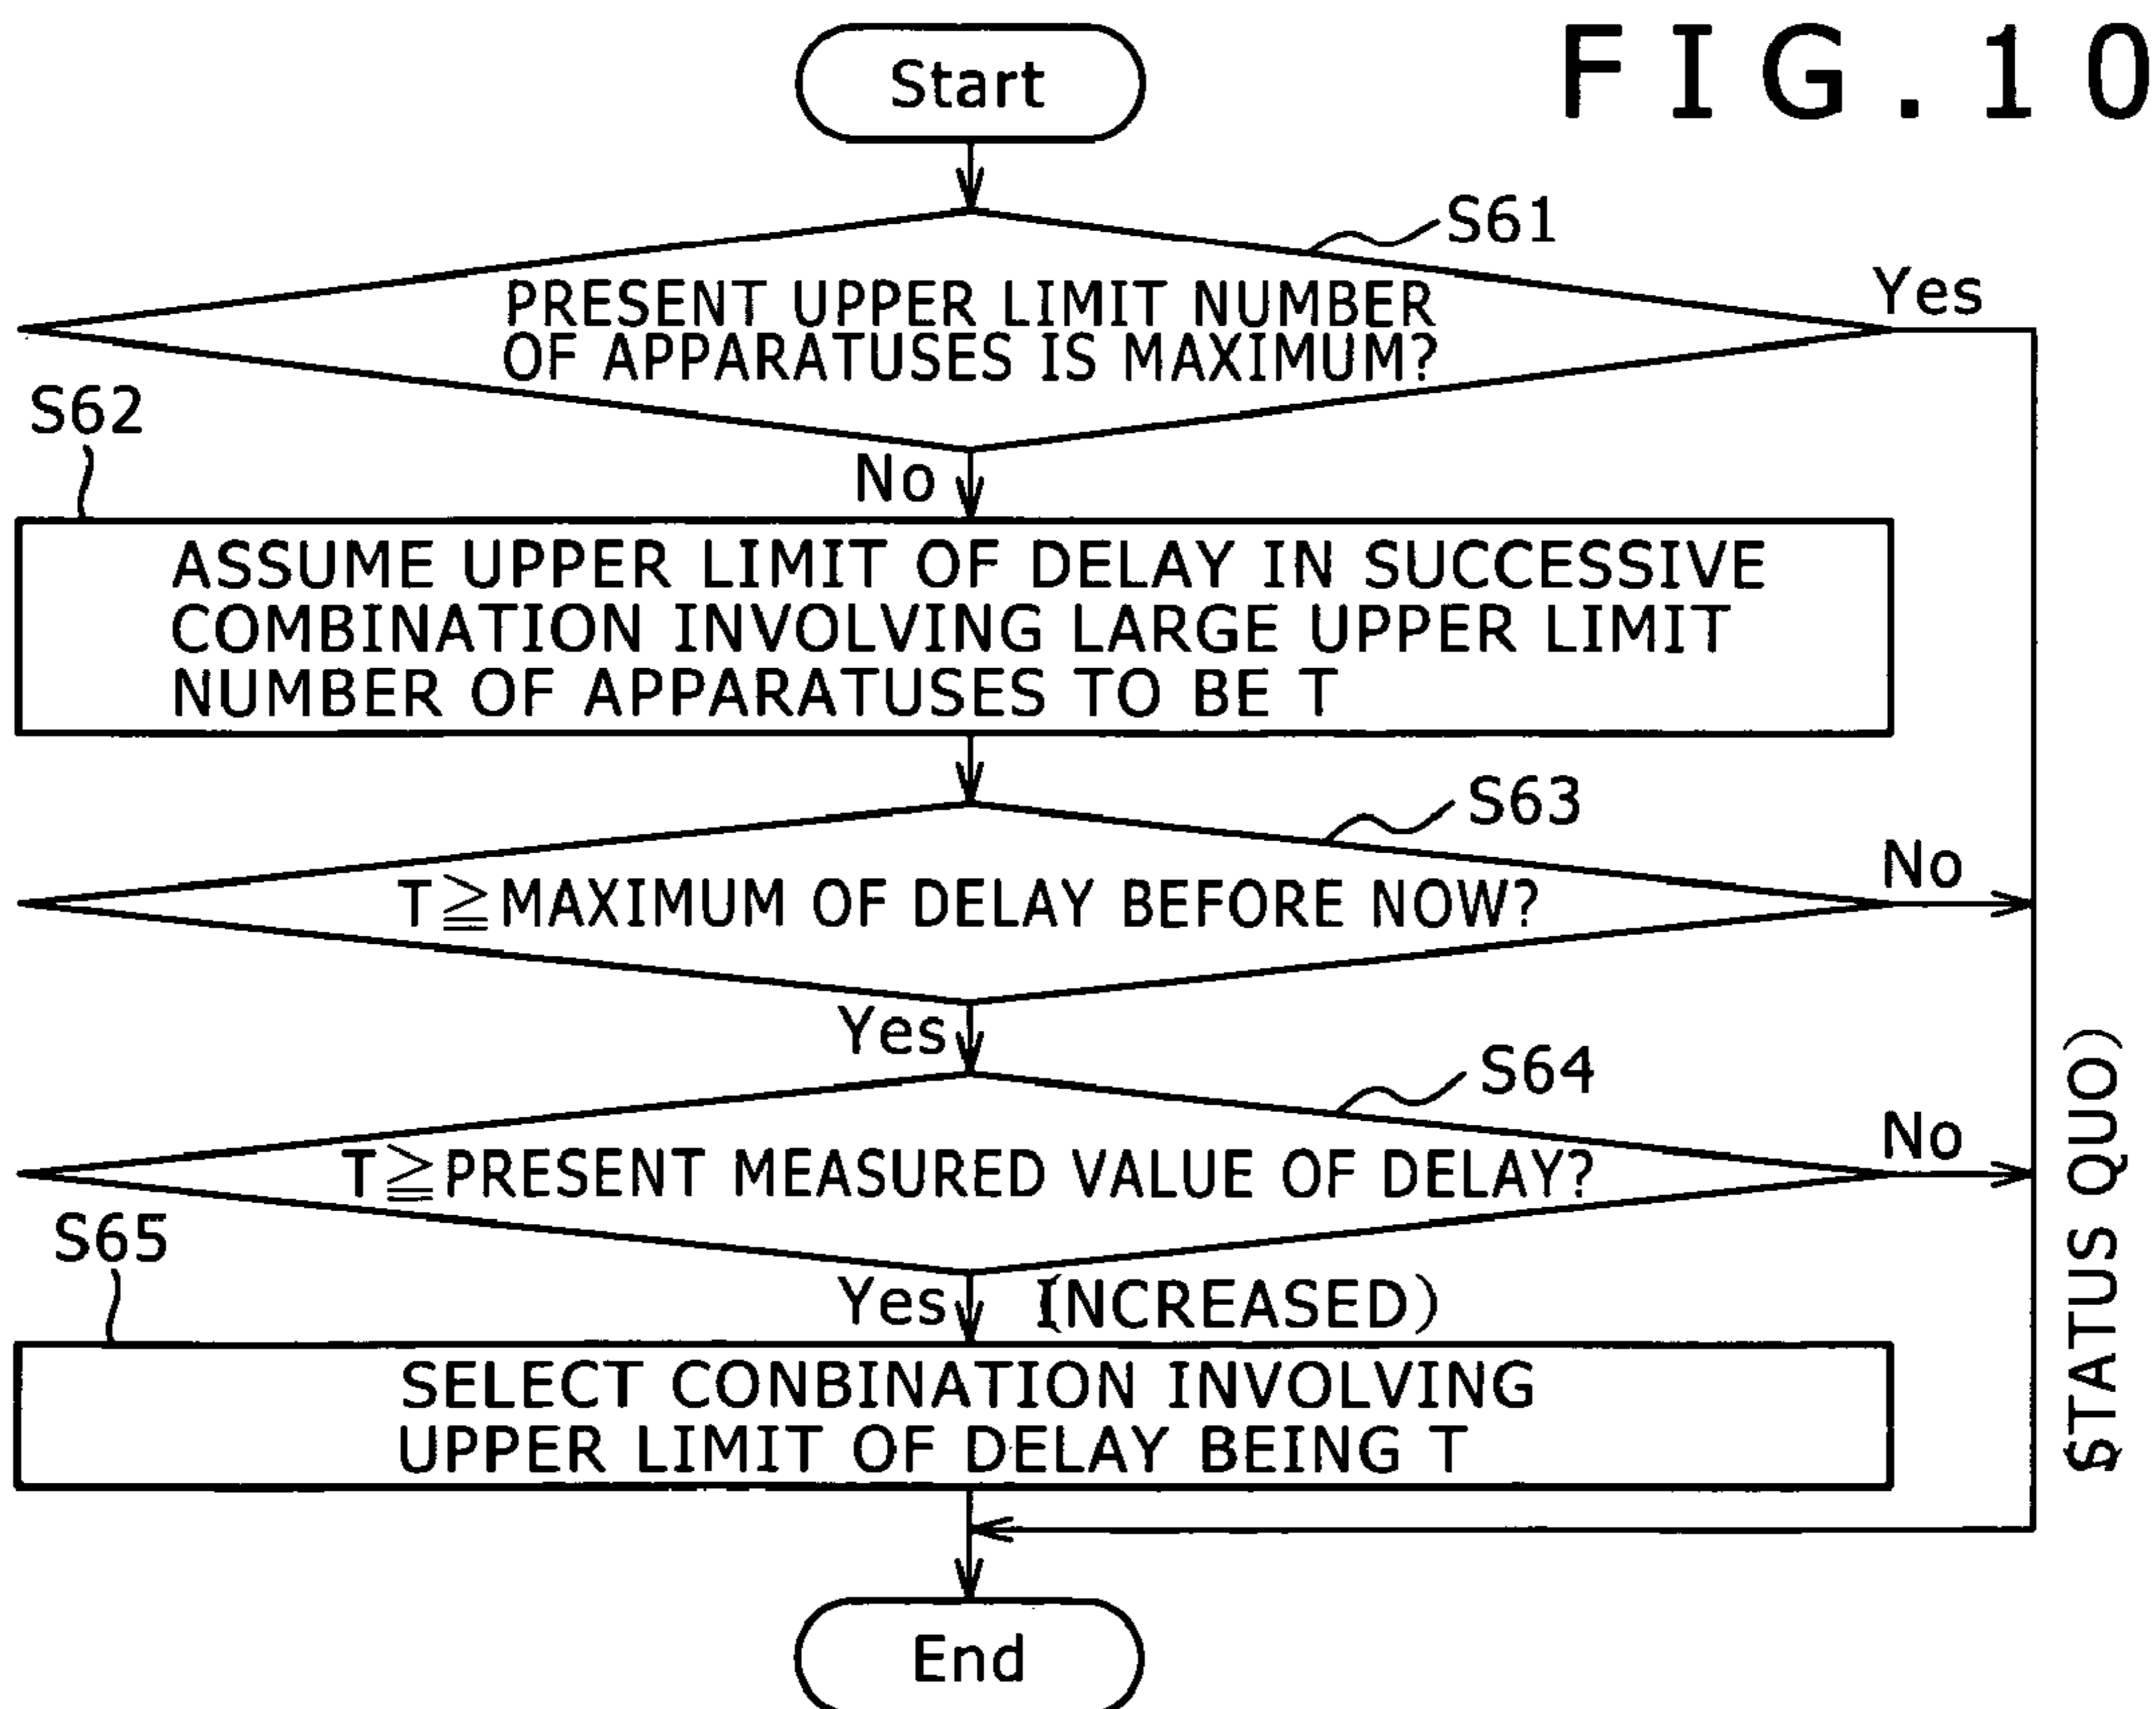 FIG.10
Start
S61
PRESENT UPPER LIMIT NUMBER
OF APPARATUSES IS MAXIMUM?
Yes
No
S62
ASSUME UPPER LIMIT OF DELAY IN SUCCESSIVE
COMBINATION INVOLVING LARGE UPPER LIMIT
NUMBER OF APPARATUSES TO BE T
S63
T≧MAXIMUM OF DELAY BEFORE NOW?
No
Yes
S64
T≧PRESENT MEASURED VALUE OF DELAY?
No
Yes (INCREASED)
S65
SELECT CONBINATION INVOLVING
UPPER LIMIT OF DELAY BEING T
(STATUS QUO)
End